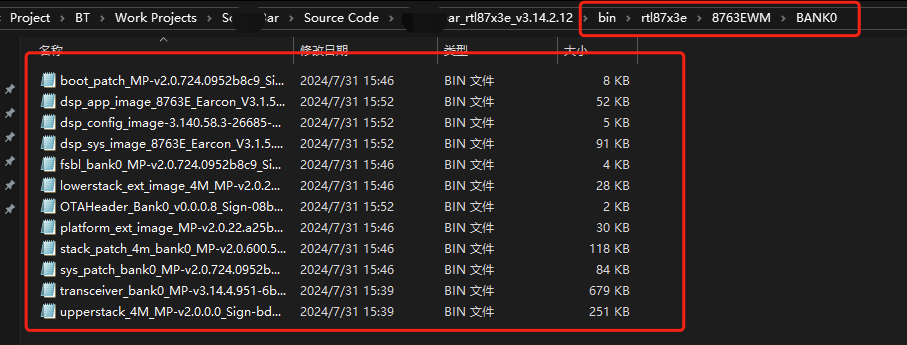 Project > BT > Work Projects > Sc ar > Source Code > ar_rtl87x3e_v3.14.2.12 > bin > rtl87x3e > 8763EWM > BANK0
名称 修改日期 类型 大小
boot_patch_MP-v2.0.724.0952b8c9_Si... 2024/7/31 15:46 BIN 文件 8 KB
dsp_app_image_8763E_Earcon_V3.1.5.... 2024/7/31 15:52 BIN 文件 52 KB
dsp_config_image-3.140.58.3-26685-... 2024/7/31 15:52 BIN 文件 5 KB
dsp_sys_image_8763E_Earcon_V3.1.5.... 2024/7/31 15:52 BIN 文件 91 KB
fsbl_bank0_MP-v2.0.724.0952b8c9_Si... 2024/7/31 15:46 BIN 文件 4 KB
lowerstack_ext_image_4M_MP-v2.0.2... 2024/7/31 15:46 BIN 文件 28 KB
OTAHeader_Bank0_v0.0.0.8_Sign-08b... 2024/7/31 15:52 BIN 文件 2 KB
platform_ext_image_MP-v2.0.22.a25b... 2024/7/31 15:46 BIN 文件 30 KB
stack_patch_4m_bank0_MP-v2.0.600.5... 2024/7/31 15:46 BIN 文件 118 KB
sys_patch_bank0_MP-v2.0.724.0952b... 2024/7/31 15:46 BIN 文件 84 KB
transceiver_bank0_MP-v3.14.4.951-6b... 2024/7/31 15:39 BIN 文件 679 KB
upperstack_4M_MP-v2.0.0.0_Sign-bd... 2024/7/31 15:39 BIN 文件 251 KB